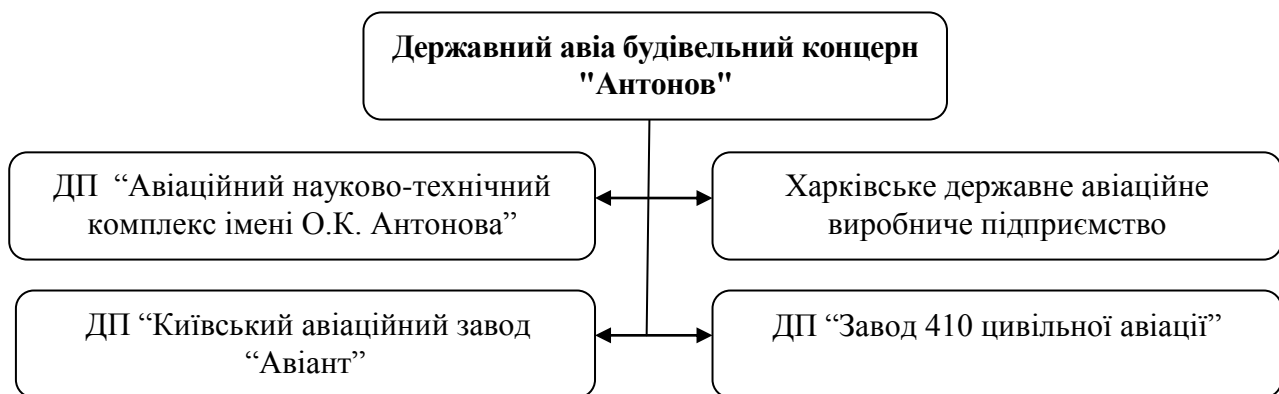 Державний авіа будівельний концерн
"Антонов"
ДП “Авіаційний науково-технічний
комплекс імені О.К. Антонова”
Харківське державне авіаційне
виробниче підприємство
ДП “Київський авіаційний завод
“Авіант”
ДП “Завод 410 цивільної авіації”